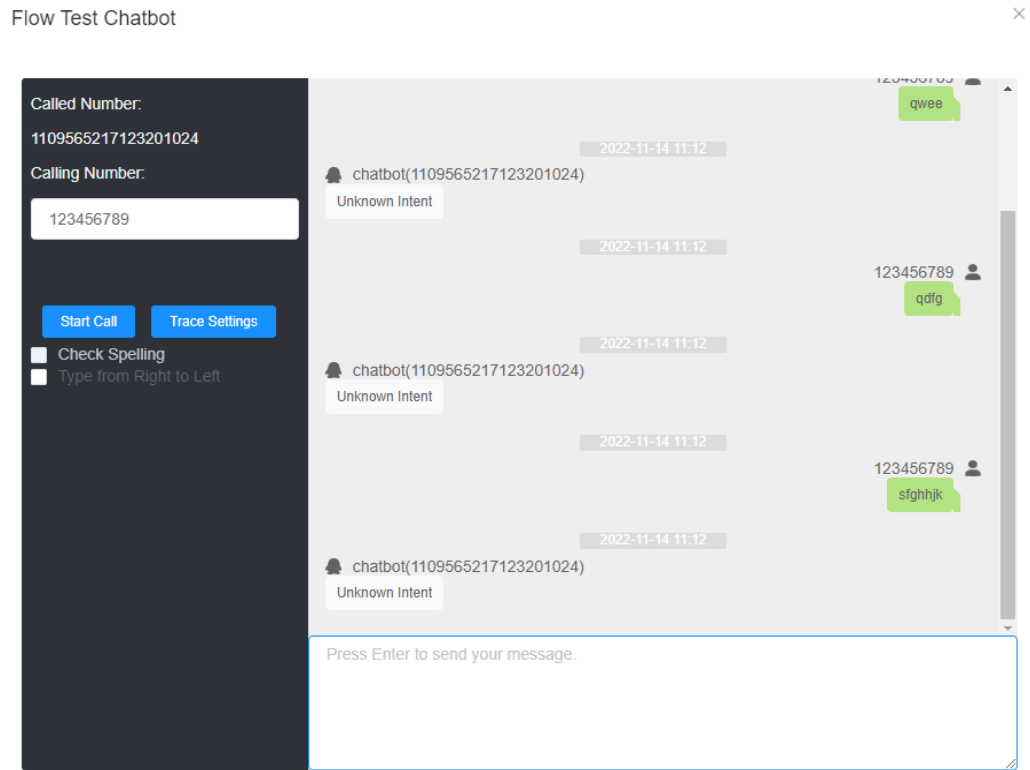 Flow Test Chatbot
Called Number:
1109565217123201024
Calling Number:
123456789
Start Call
Trace Settings
Check Spelling
Type from Right to Left
123456789
qwee
2022-11-14 11:12
chatbot(1109565217123201024)
Unknown Intent
2022-11-14 11:12
123456789
qdfg
2022-11-14 11:12
chatbot(1109565217123201024)
Unknown Intent
2022-11-14 11:12
123456789
sfghhjk
2022-11-14 11:12
chatbot(1109565217123201024)
Unknown Intent
Press Enter to send your message.